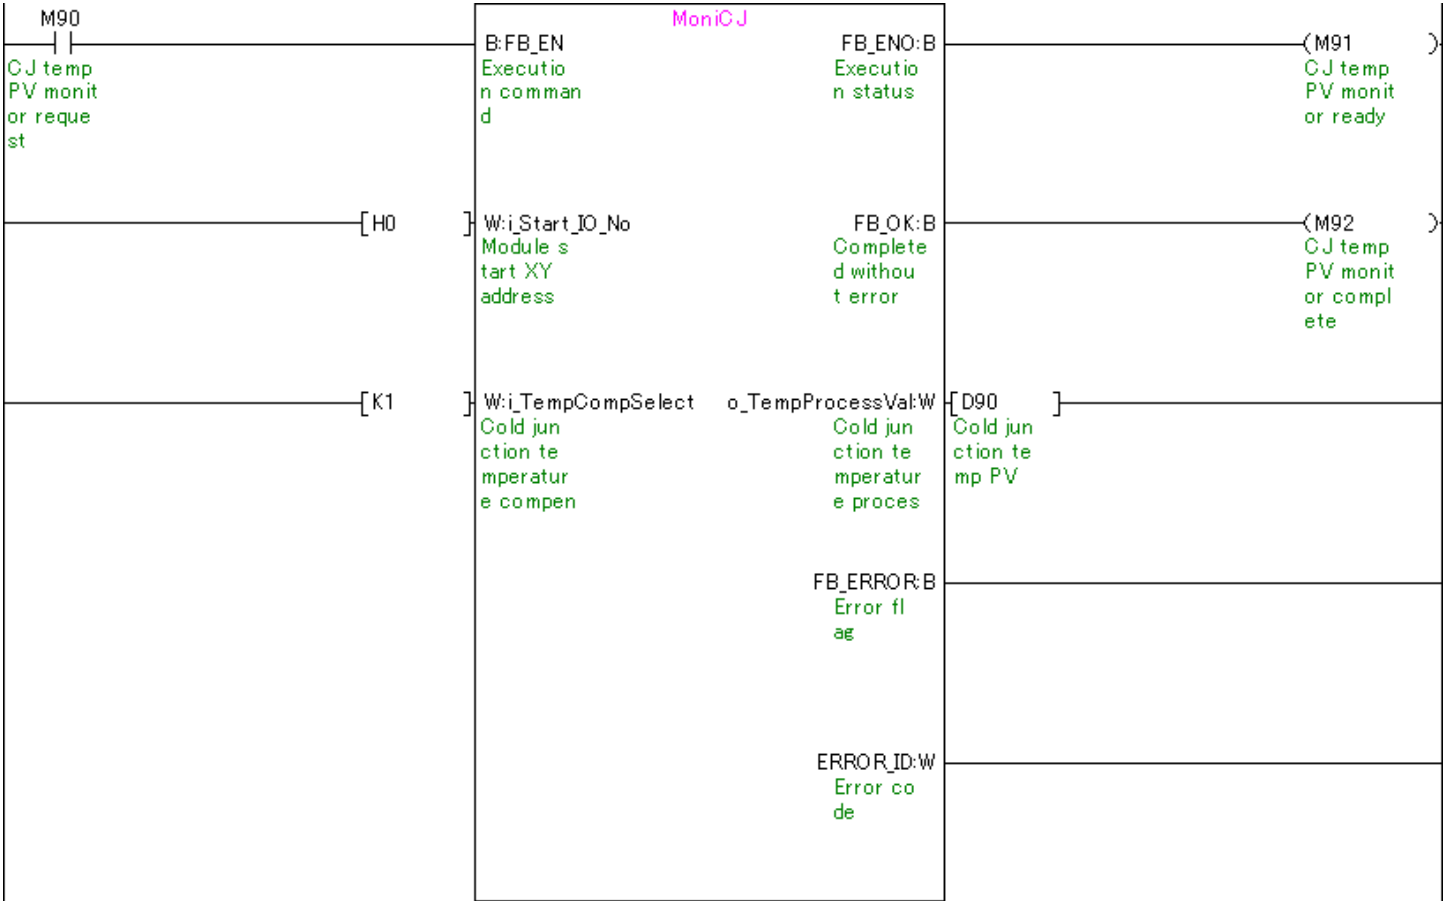 M90
MoniCJ
B:FB_EN
FB_ENO:B
(M91 )
CJ temp
PV monit
or reque
st
Executio
n comman
d
Executio
n status
CJ temp
PV monit
or ready
[H0 ]
W:i_Start_IO_No
FB_OK:B
(M92 )
Module s
tart XY
address
Complete
d withou
t error
CJ temp
PV monit
or compl
ete
[K1 ]
W:i_TempCompSelect
o_TempProcessVal:W
[D90 ]
Cold jun
ction te
mperatur
e compen
Cold jun
ction te
mperatur
e proces
Cold jun
ction te
mp PV
FB_ERROR:B
Error fl
ag
ERROR_ID:W
Error co
de